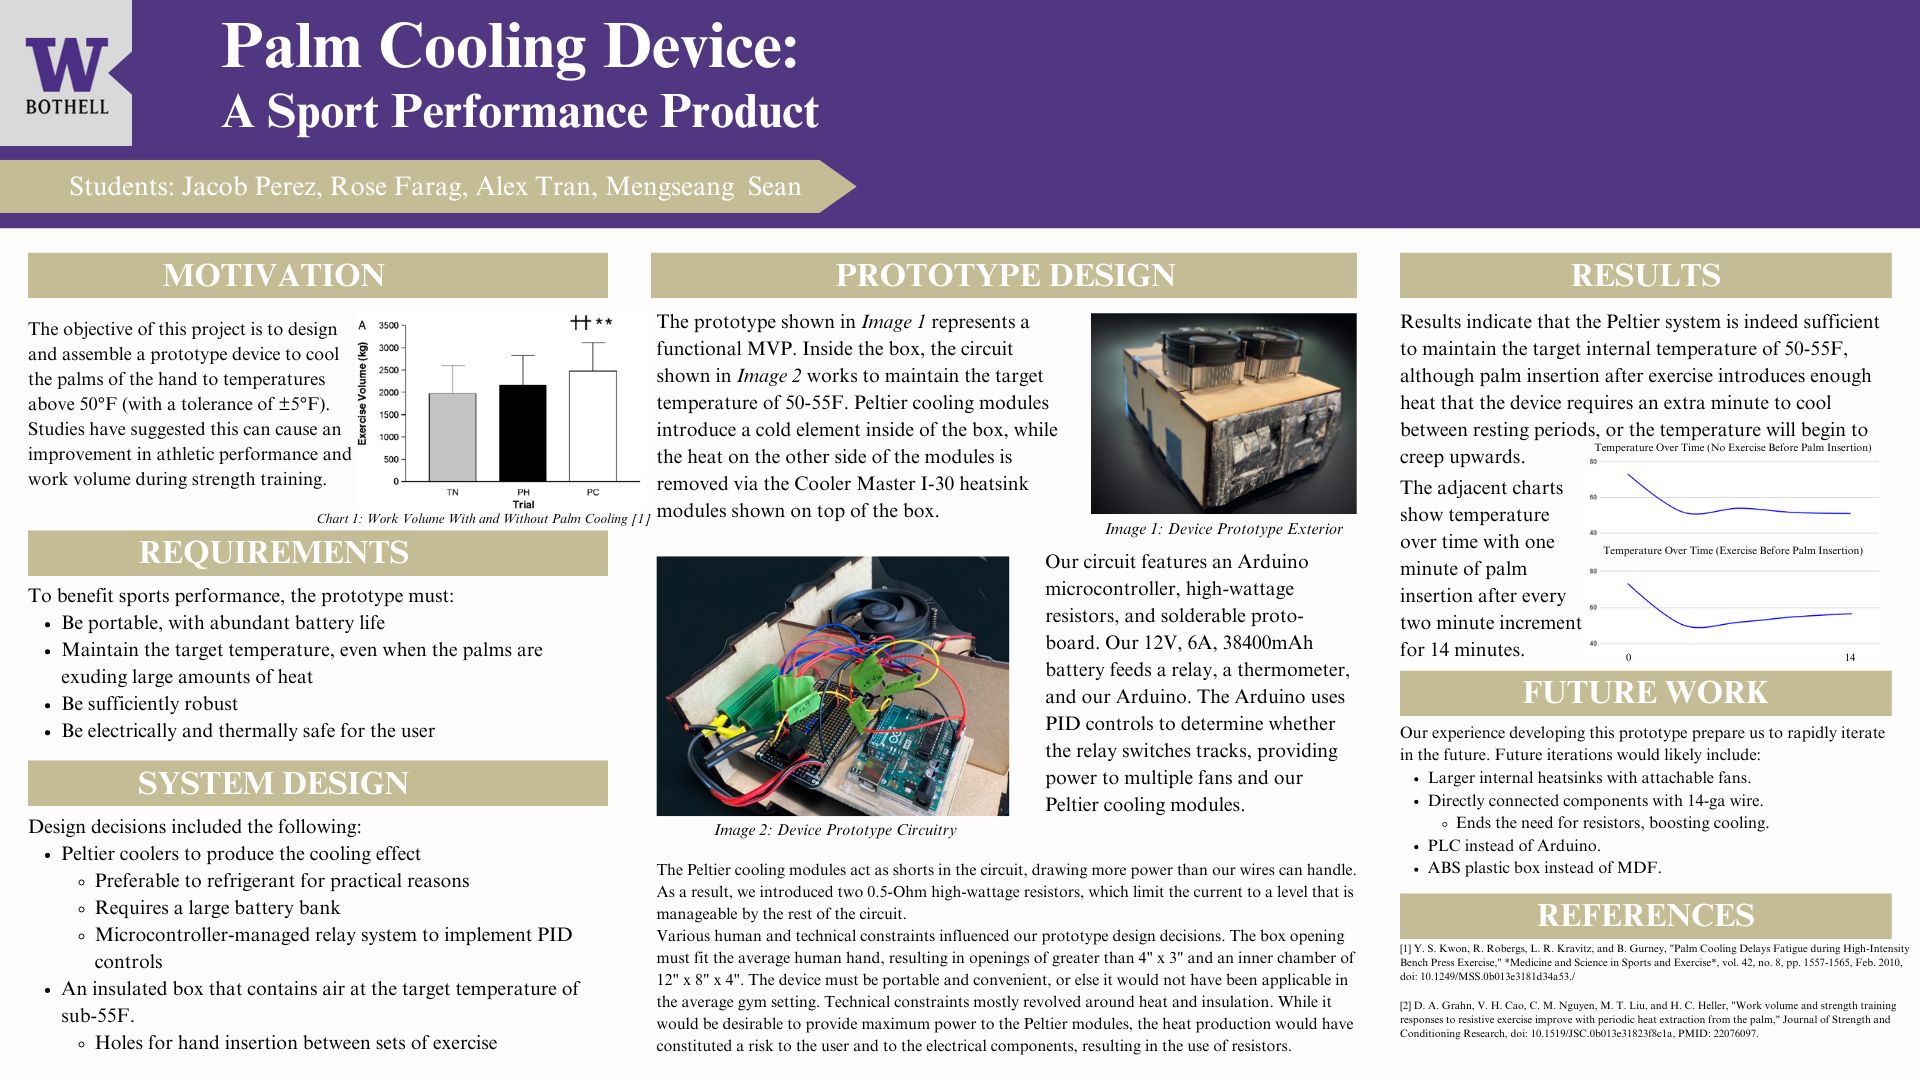 W
BOTHELL
Palm Cooling Device:
A Sport Performance Product
Students: Jacob Perez, Rose Farag, Alex Tran, Mengseang Sean
MOTIVATION
The objective of this project is to design
and assemble a prototype device to cool
the palms of the hand to temperatures
above 50°F (with a tolerance of ±5°F).
Studies have suggested this can cause an
improvement in athletic performance and
work volume during strength training.
A
Exercise Volume (kg)
3500
3000
2500
2000
1500
1000
500
0
‡‡ **
TN
PH
PC
Trial
Chart 1: Work Volume With and Without Palm Cooling [1]
REQUIREMENTS
To benefit sports performance, the prototype must:
• Be portable, with abundant battery life
• Maintain the target temperature, even when the palms are
exuding large amounts of heat
• Be sufficiently robust
• Be electrically and thermally safe for the user
SYSTEM DESIGN
Design decisions included the following:
• Peltier coolers to produce the cooling effect
◦ Preferable to refrigerant for practical reasons
◦ Requires a large battery bank
◦ Microcontroller-managed relay system to implement PID
controls
• An insulated box that contains air at the target temperature of
sub-55F.
◦ Holes for hand insertion between sets of exercise
PROTOTYPE DESIGN
The prototype shown in Image 1 represents a
functional MVP. Inside the box, the circuit
shown in Image 2 works to maintain the target
temperature of 50-55F. Peltier cooling modules
introduce a cold element inside of the box, while
the heat on the other side of the modules is
removed via the Cooler Master I-30 heatsink
modules shown on top of the box.
Image 1: Device Prototype Exterior
Image 2: Device Prototype Circuitry
Our circuit features an Arduino
microcontroller, high-wattage
resistors, and solderable proto-
board. Our 12V, 6A, 38400mAh
battery feeds a relay, a thermometer,
and our Arduino. The Arduino uses
PID controls to determine whether
the relay switches tracks, providing
power to multiple fans and our
Peltier cooling modules.
The Peltier cooling modules act as shorts in the circuit, drawing more power than our wires can handle.
As a result, we introduced two 0.5-Ohm high-wattage resistors, which limit the current to a level that is
manageable by the rest of the circuit.
Various human and technical constraints influenced our prototype design decisions. The box opening
must fit the average human hand, resulting in openings of greater than 4" x 3" and an inner chamber of
12" x 8" x 4". The device must be portable and convenient, or else it would not have been applicable in
the average gym setting. Technical constraints mostly revolved around heat and insulation. While it
would be desirable to provide maximum power to the Peltier modules, the heat production would have
constituted a risk to the user and to the electrical components, resulting in the use of resistors.
RESULTS
Results indicate that the Peltier system is indeed sufficient
to maintain the target internal temperature of 50-55F,
although palm insertion after exercise introduces enough
heat that the device requires an extra minute to cool
between resting periods, or the temperature will begin to
creep upwards.
The adjacent charts
show temperature
over time with one
minute of palm
insertion after every
two minute increment
for 14 minutes.
Temperature Over Time (No Exercise Before Palm Insertion)
80
60
40
Temperature Over Time (Exercise Before Palm Insertion)
80
60
40
0
14
FUTURE WORK
Our experience developing this prototype prepare us to rapidly iterate
in the future. Future iterations would likely include:
• Larger internal heatsinks with attachable fans.
• Directly connected components with 14-ga wire.
◦ Ends the need for resistors, boosting cooling.
• PLC instead of Arduino.
• ABS plastic box instead of MDF.
REFERENCES
[1] Y. S. Kwon, R. Robergs, L. R. Kravitz, and B. Gurney, "Palm Cooling Delays Fatigue during High-Intensity
Bench Press Exercise," *Medicine and Science in Sports and Exercise*, vol. 42, no. 8, pp. 1557-1565, Feb. 2010,
doi: 10.1249/MSS.0b013e3181d34a53./
[2] D. A. Grahn, V. H. Cao, C. M. Nguyen, M. T. Liu, and H. C. Heller, "Work volume and strength training
responses to resistive exercise improve with periodic heat extraction from the palm," Journal of Strength and
Conditioning Research, doi: 10.1519/JSC.0b013e31823f8c1a, PMID: 22076097.